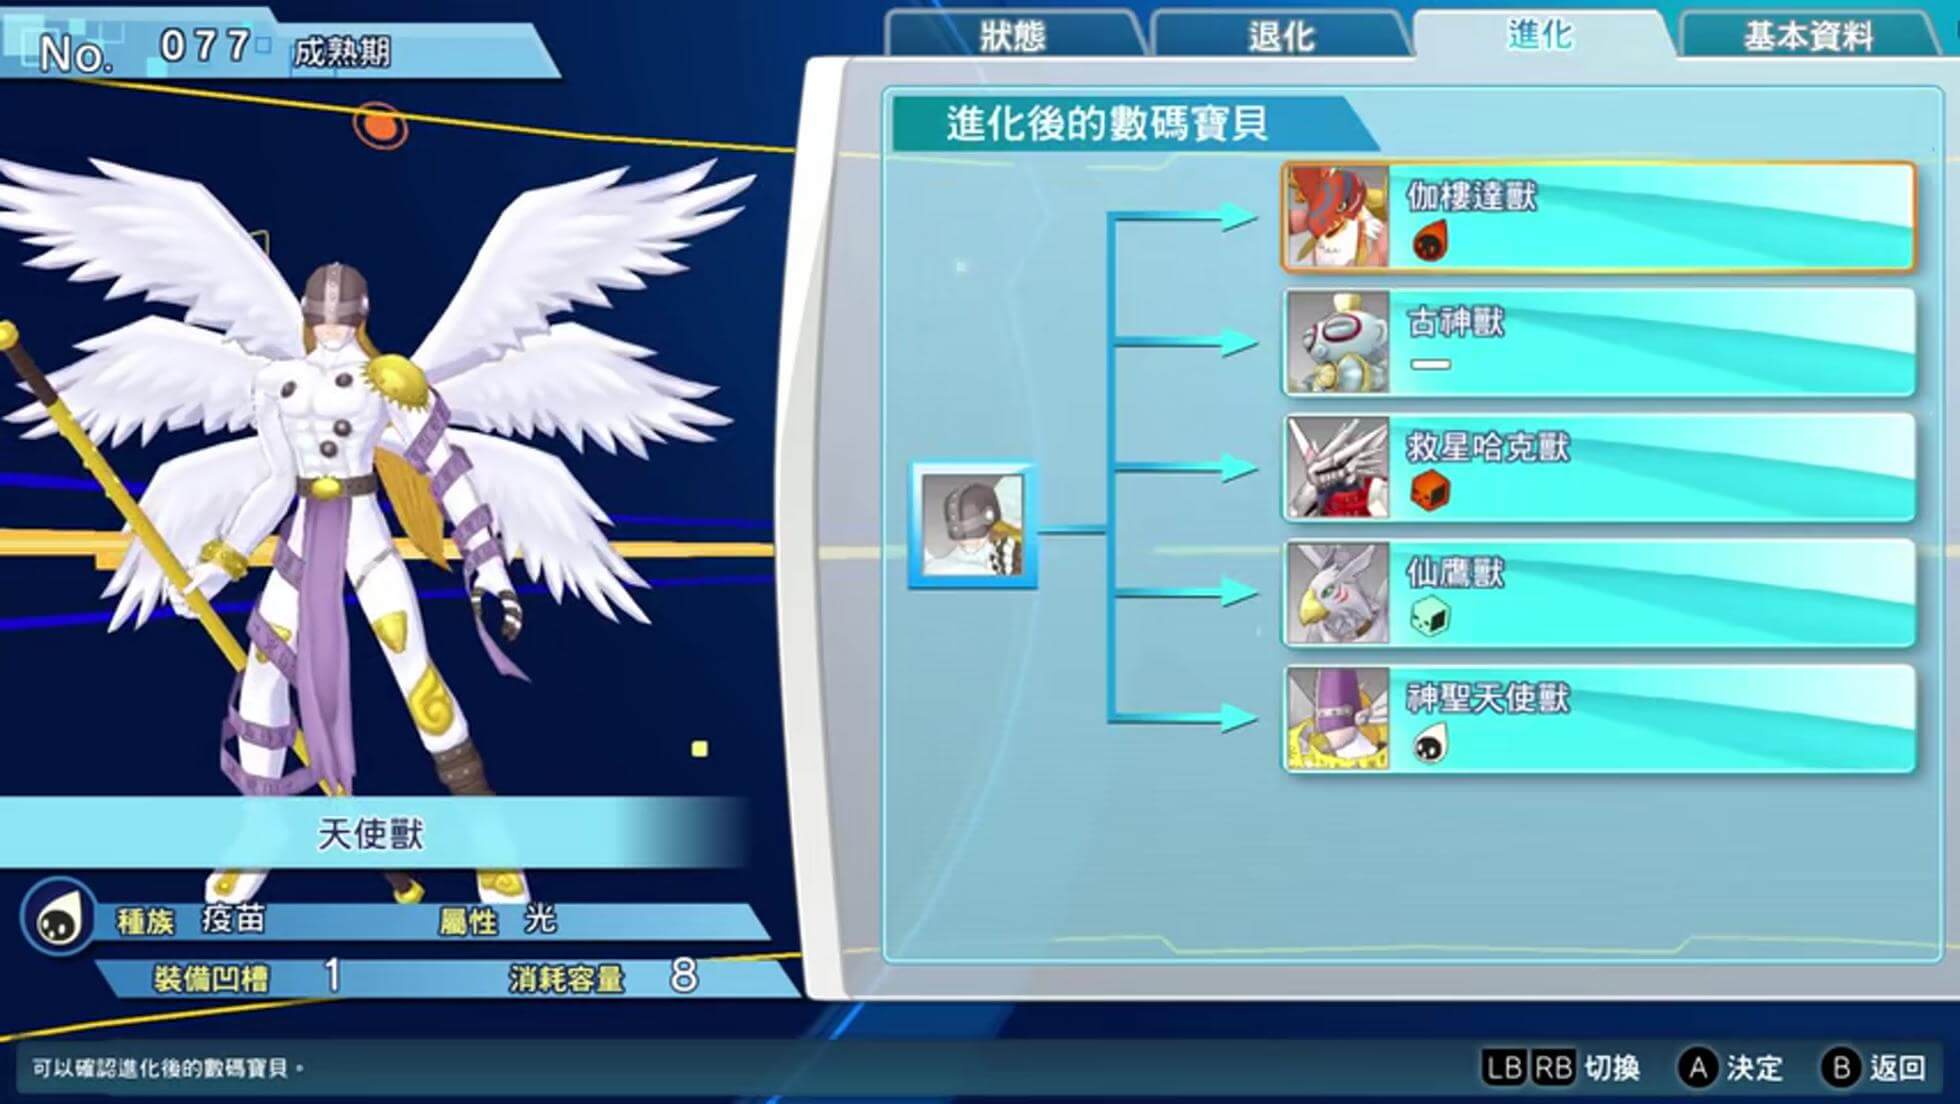 No. 077 成熟期
狀態 退化 進化 基本資料
進化後的數碼寶貝
伽樓達獸
古神獸
救星哈克獸
仙鷹獸
神聖天使獸
天使獸
種族 疫苗 屬性 光
裝備凹槽 1 消耗容量 8
可以確認進化後的數碼寶貝。
LB RB 切換 A 決定 B 返回